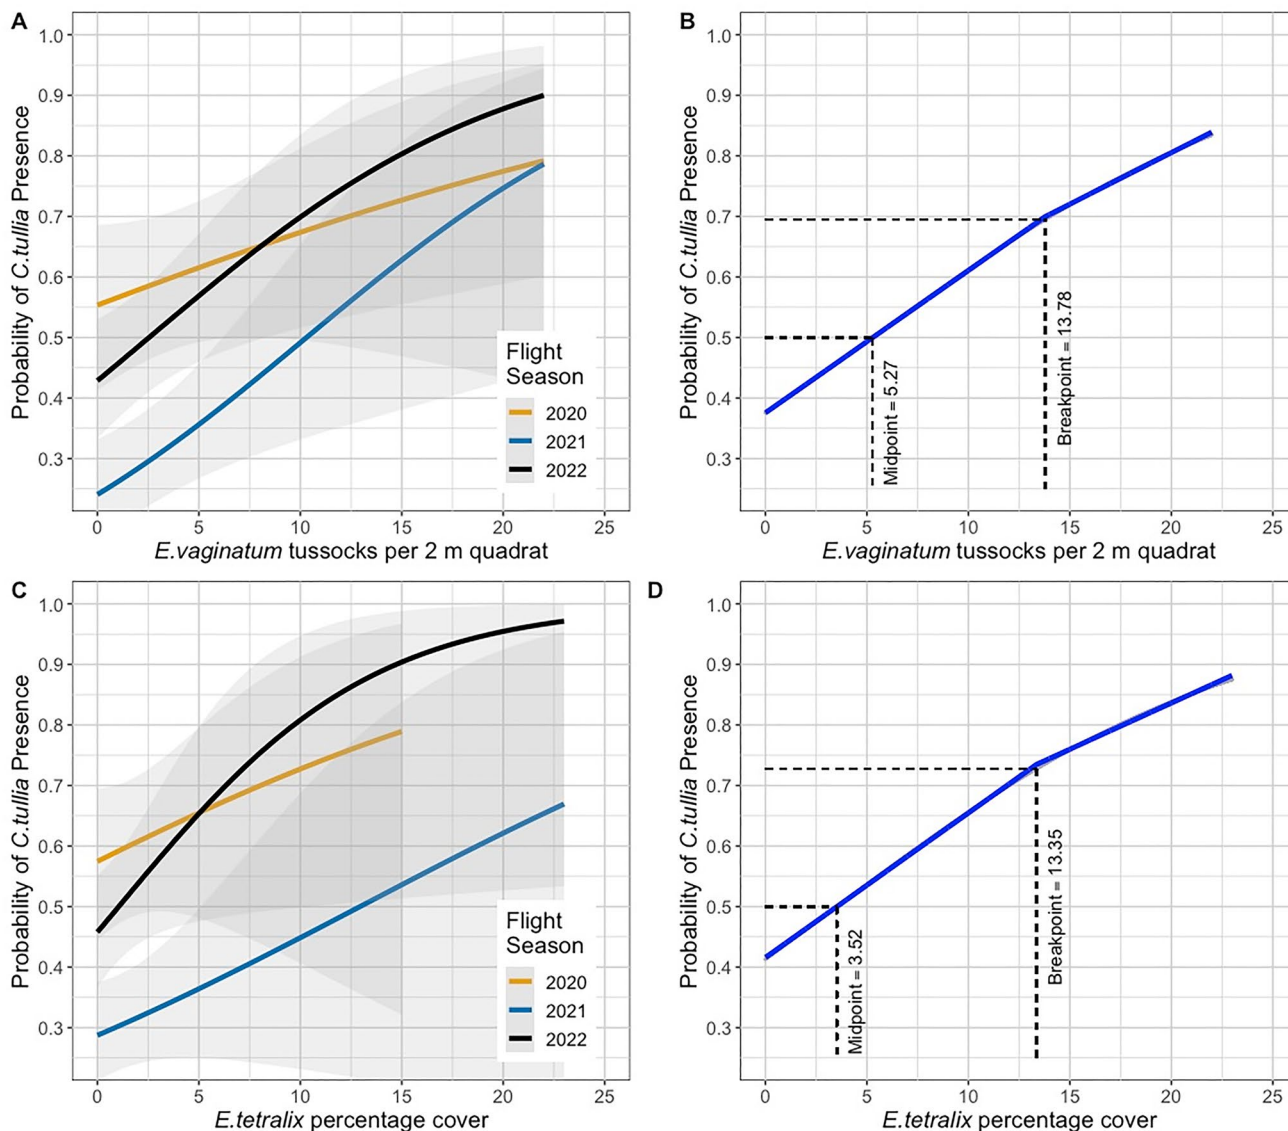 A
Probability of C.tullia Presence
1.0
0.9
0.8
0.7
0.6
0.5
0.4
0.3
Flight
Season
2020
2021
2022
0 5 10 15 20 25
E.vaginatum tussocks per 2 m quadrat
B
Probability of C.tullia Presence
1.0
0.9
0.8
0.7
0.6
0.5
0.4
0.3
Midpoint = 5.27
Breakpoint = 13.78
0 5 10 15 20 25
E.vaginatum tussocks per 2 m quadrat
C
Probability of C.tullia Presence
1.0
0.9
0.8
0.7
0.6
0.5
0.4
0.3
Flight
Season
2020
2021
2022
0 5 10 15 20 25
E.tetralix percentage cover
D
Probability of C.tullia Presence
1.0
0.9
0.8
0.7
0.6
0.5
0.4
0.3
Midpoint = 3.52
Breakpoint = 13.35
0 5 10 15 20 25
E.tetralix percentage cover